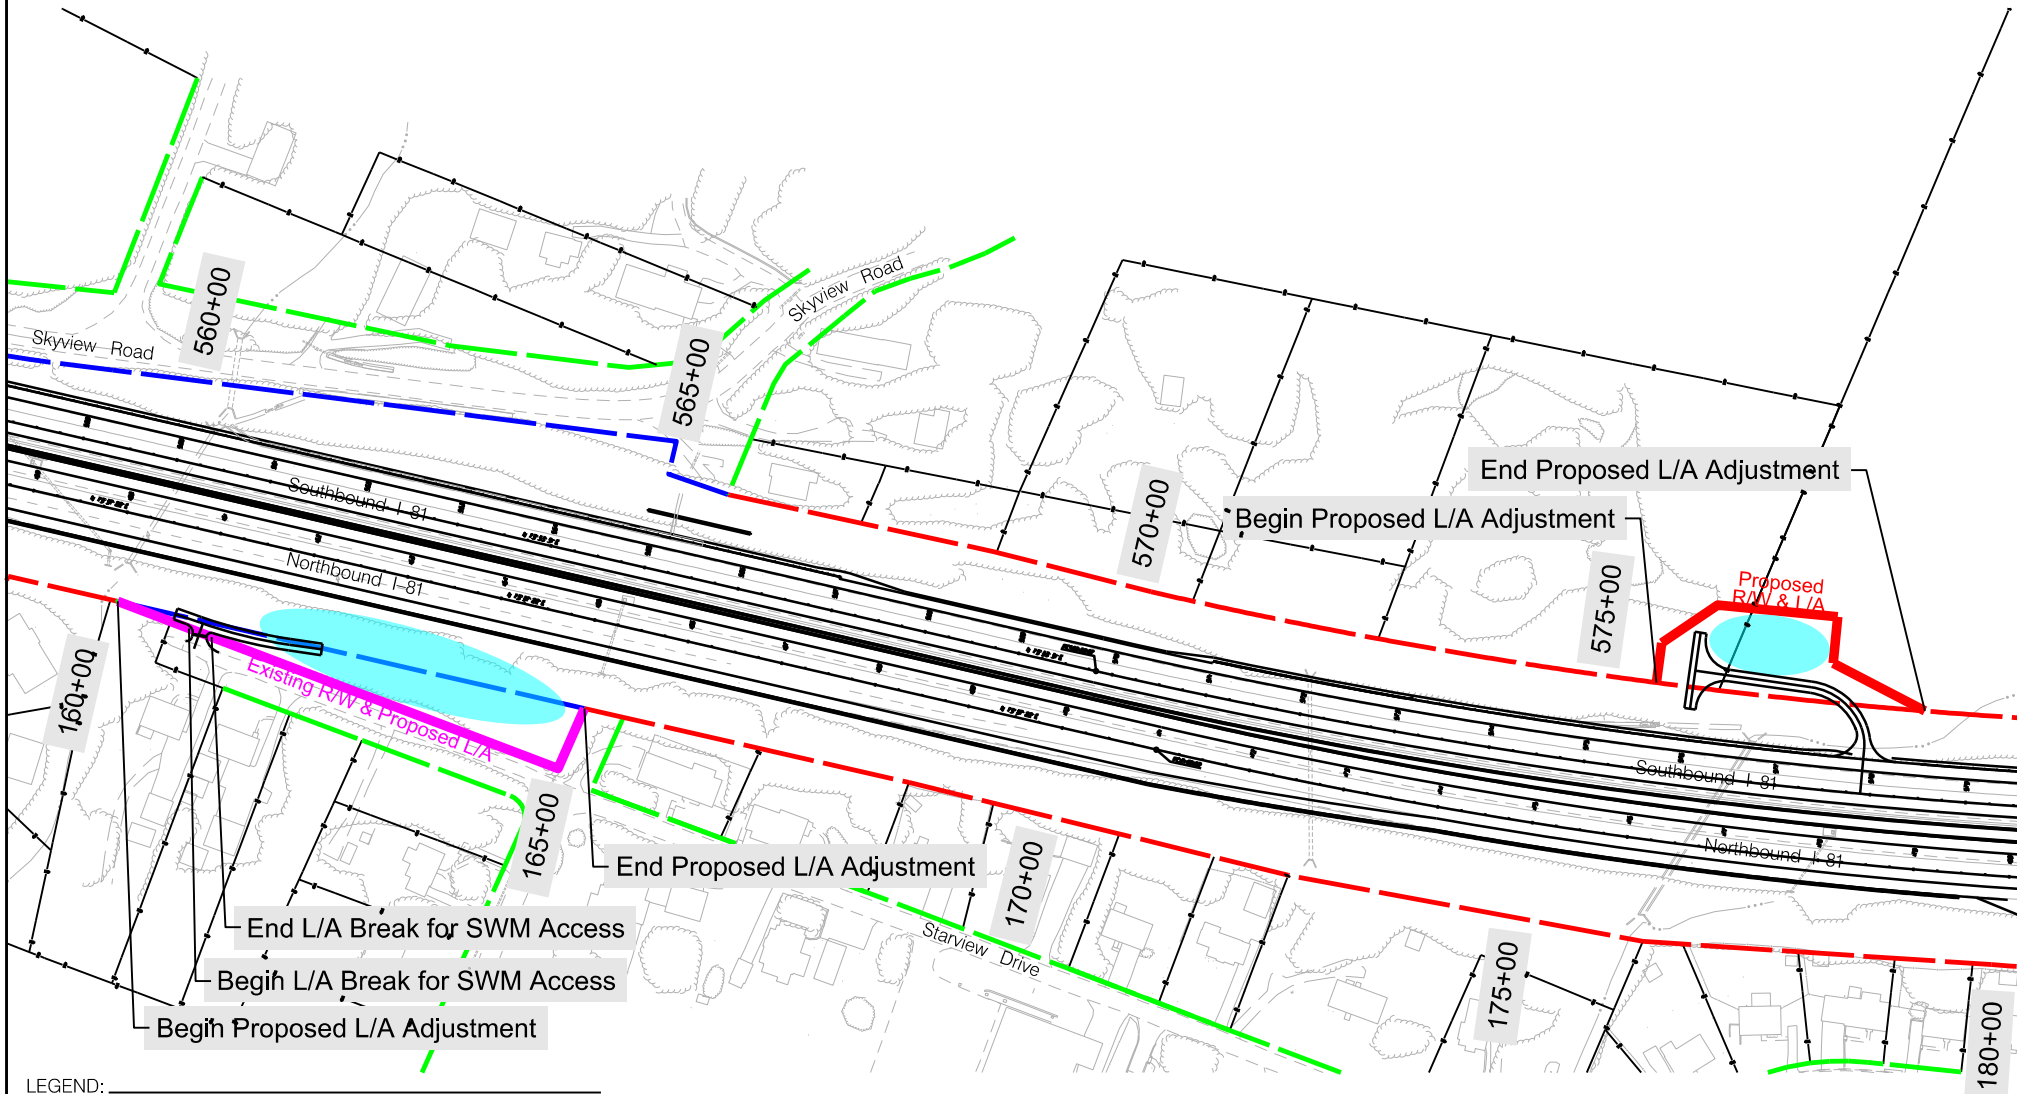 Skyview Road
560+00
Skyview Road
565+00
End Proposed L/A Adjustment
Begin Proposed L/A Adjustment
570+00
575+00
Proposed
R/W & L/A
Southbound I-81
Northbound I-81
160+00
Existing R/W & Proposed L/A
Southbound I-81
Northbound I-81
165+00
End Proposed L/A Adjustment
170+00
End L/A Break for SWM Access
Begin L/A Break for SWM Access
Begin Proposed L/A Adjustment
Starview Drive
175+00
180+00
LEGEND: